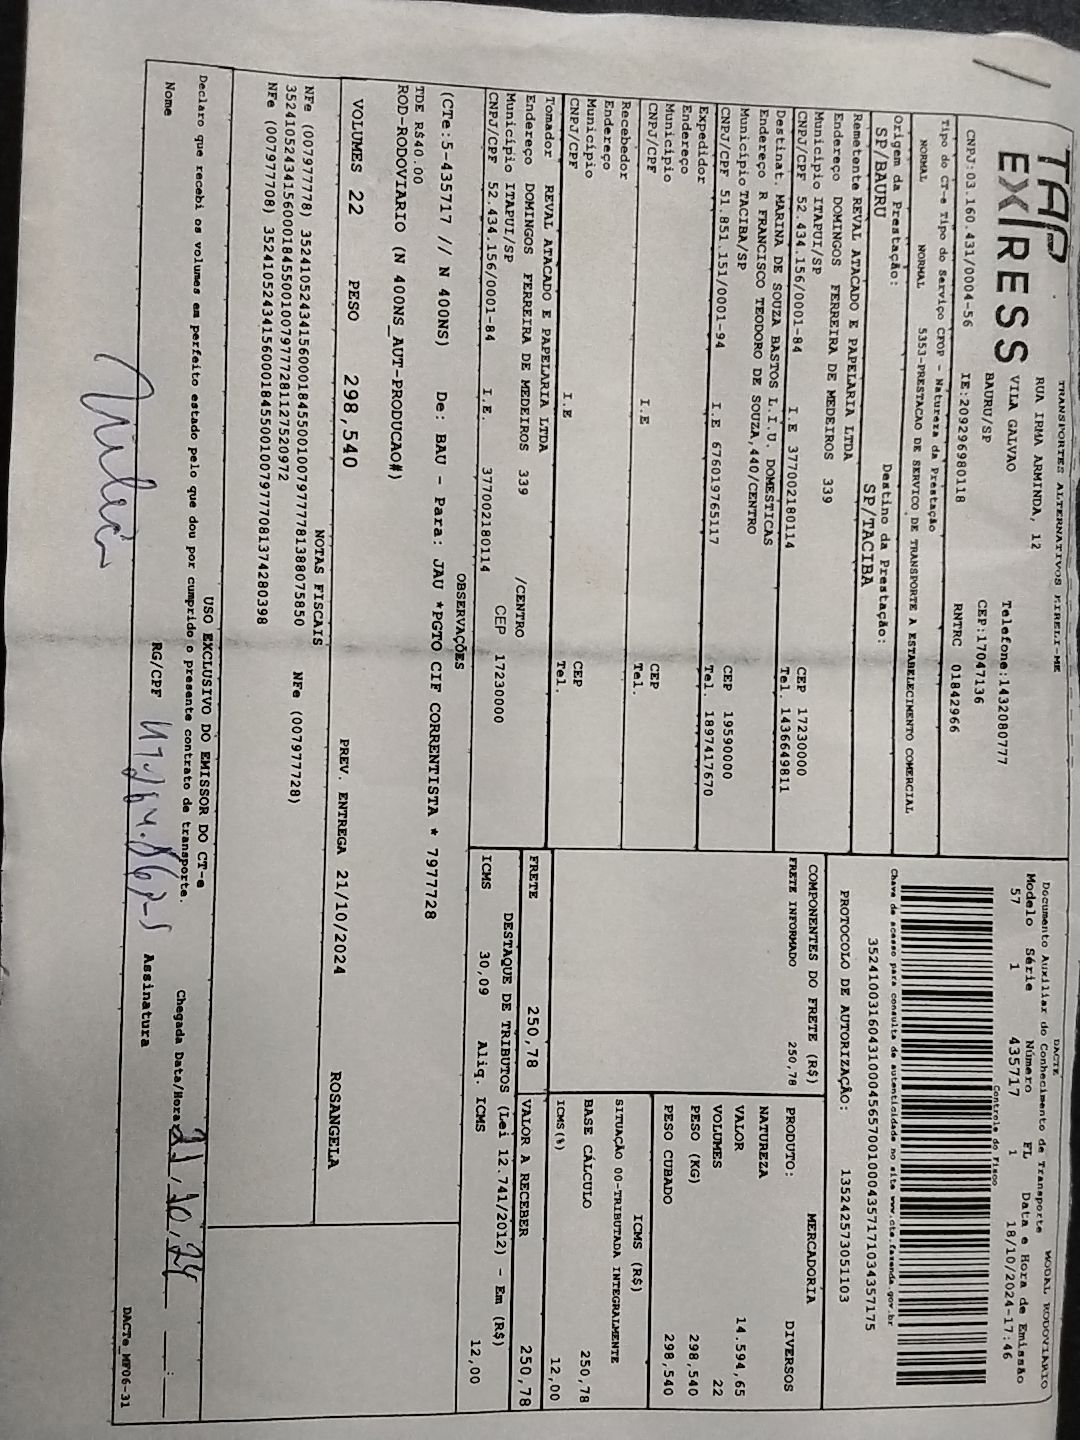 TRANSPORTES ALTERNATIVOS EIRELI-ME
TAP EXPRESS
RUA IRMA ARMINDA, 12
VILA GALVAO
BAURU/SP
Telefone:1432080777
CEP:17047136
CNPJ:03.160.431/0004-56 IE:209296980118 RNTRC 01842966
Tipo do CT-e Tipo do Serviço CFOP - Natureza da Prestação
NORMAL NORMAL 5353-PRESTACAO DE SERVICO DE TRANSPORTE A ESTABELECIMENTO COMERCIAL
Origem da Prestação: Destino da Prestação:
SP/BAURU SP/TACIBA
Remetente REVAL ATACADO E PAPELARIA LTDA
Endereço DOMINGOS FERREIRA DE MEDEIROS 339
Município ITAPUI/SP CEP 17230000
CNPJ/CPF 52.434.156/0001-84 I.E 377002180114 Tel. 1436649811
Destinat. MARINA DE SOUZA BASTOS L.I.U. DOMESTICAS
Endereço R FRANCISCO TEODORO DE SOUZA,440/CENTRO
Município TACIBA/SP CEP 19590000
CNPJ/CPF 51.851.151/0001-94 I.E 676019765117 Tel. 1897417670
Expedidor
Endereço
Município CEP
CNPJ/CPF I.E Tel.
Recebedor
Endereço
Município CEP
CNPJ/CPF I.E Tel.
Tomador REVAL ATACADO E PAPELARIA LTDA
Endereço DOMINGOS FERREIRA DE MEDEIROS 339 /CENTRO
Município ITAPUI/SP CEP 17230000
CNPJ/CPF 52.434.156/0001-84 I.E. 377002180114
DACTE MODAL RODOVIARIO
Documento Auxiliar do Conhecimento de Transporte
Modelo Série Número FL Data e Hora de Emissão
57 1 435717 1 18/10/2024-17:46
Controle do Fisco
Chave de acesso para consulta de autenticidade no site www.cte.fazenda.gov.br
35241003160431000456570010004357171034357175
PROTOCOLO DE AUTORIZAÇÃO: 135242573051103
COMPONENTES DO FRETE (R$)
FRETE INFORMADO 250,78
PRODUTO: MERCADORIA
NATUREZA DIVERSOS
VALOR 14.594,65
VOLUMES 22
PESO (KG) 298,540
PESO CUBADO 298,540
ICMS (R$)
SITUAÇÃO 00-TRIBUTADA INTEGRALMENTE
BASE CÁLCULO 250,78
ICMS(%) 12,00
FRETE 250,78 VALOR A RECEBER 250,78
DESTAQUE DE TRIBUTOS (Lei 12.741/2012) - Em (R$)
ICMS 30,09 Aliq. ICMS 12,00
OBSERVAÇÕES
(CTe:5-435717 // N 400NS) De: BAU - Para: JAU *PGTO CIF CORRENTISTA * 7977728
TDE R$40.00
ROD-RODOVIARIO (N 400NS_AUT-PRODUCAO#)
VOLUMES 22 PESO 298,540 PREV. ENTREGA 21/10/2024 ROSANGELA
NOTAS FISCAIS
NFe (007977778) 35241052434156000184550010079777781388075850 NFe (007977728)
35241052434156000184550010079777281127520972
NFe (007977708) 35241052434156000184550010079777081374280398
USO EXCLUSIVO DO EMISSOR DO CT-e
Declaro que recebi os volumes em perfeito estado pelo que dou por cumprido o presente contrato de transporte. Chegada Data/Hora 21/10/24 __:__
Nome RG/CPF Assinatura
DACTe_MF06-31